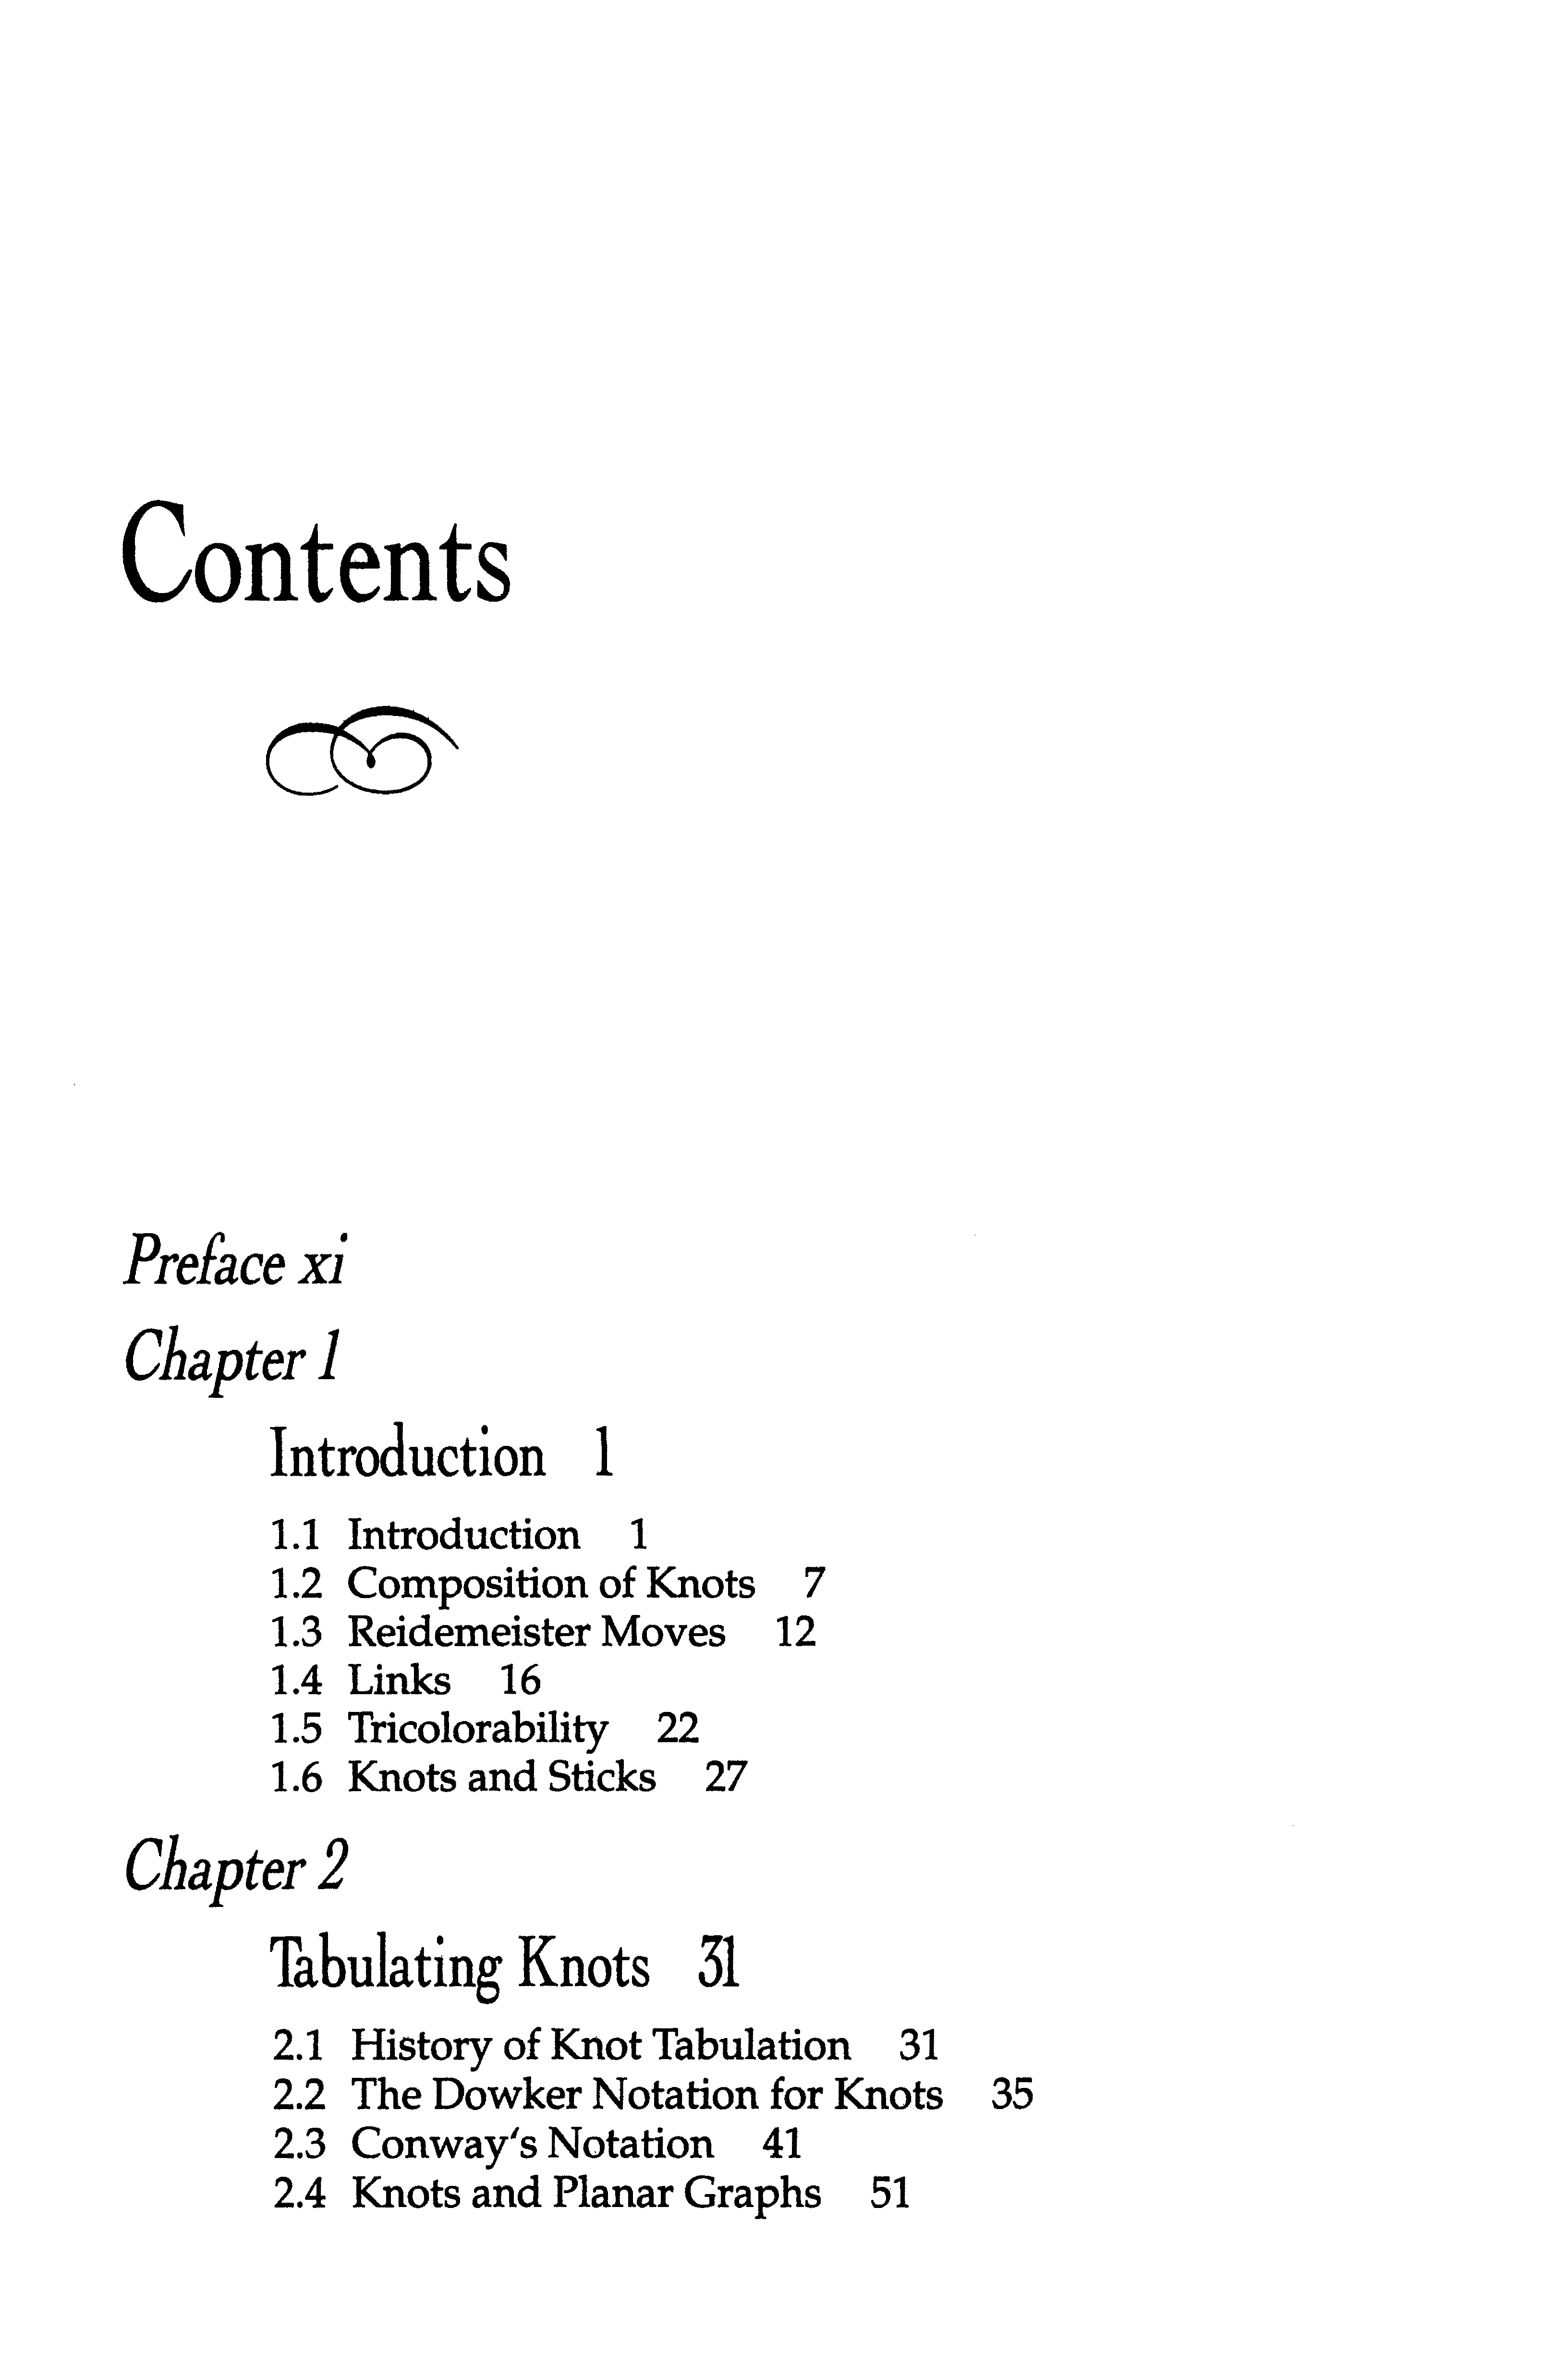 Contents
Preface xi
Chapter 1
Introduction 1
1.1 Introduction 1
1.2 Composition of Knots 7
1.3 Reidemeister Moves 12
1.4 Links 16
1.5 Tricolorability 22
1.6 Knots and Sticks 27
Chapter 2
Tabulating Knots 31
2.1 History of Knot Tabulation 31
2.2 The Dowker Notation for Knots 35
2.3 Conway's Notation 41
2.4 Knots and Planar Graphs 51